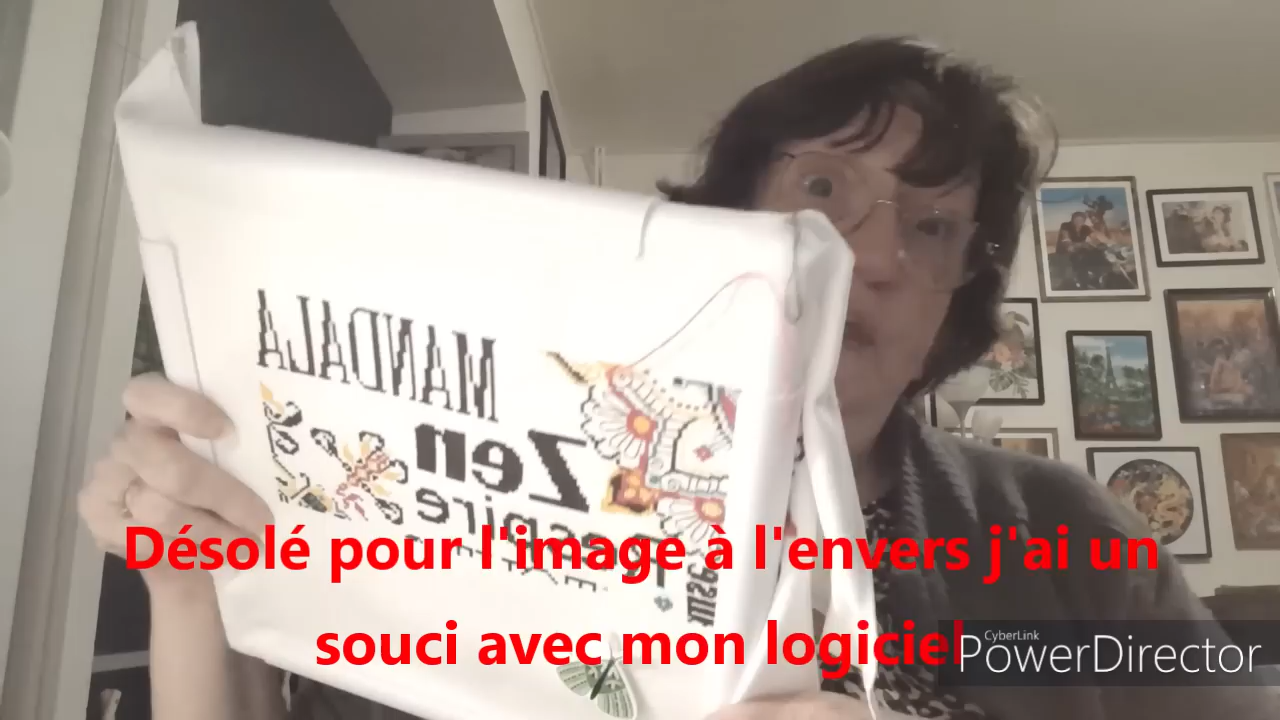 MANDALA
Zen
Désolé pour l'image à l'envers j'ai un
souci avec mon logiciel
CyberLink
PowerDirector